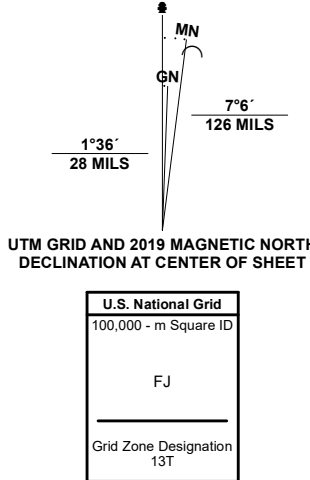 MN
GN
7°6´
126 MILS
1°36´
28 MILS
UTM GRID AND 2019 MAGNETIC NORTH
DECLINATION AT CENTER OF SHEET
U.S. National Grid
100,000 - m Square ID
FJ
Grid Zone Designation
13T